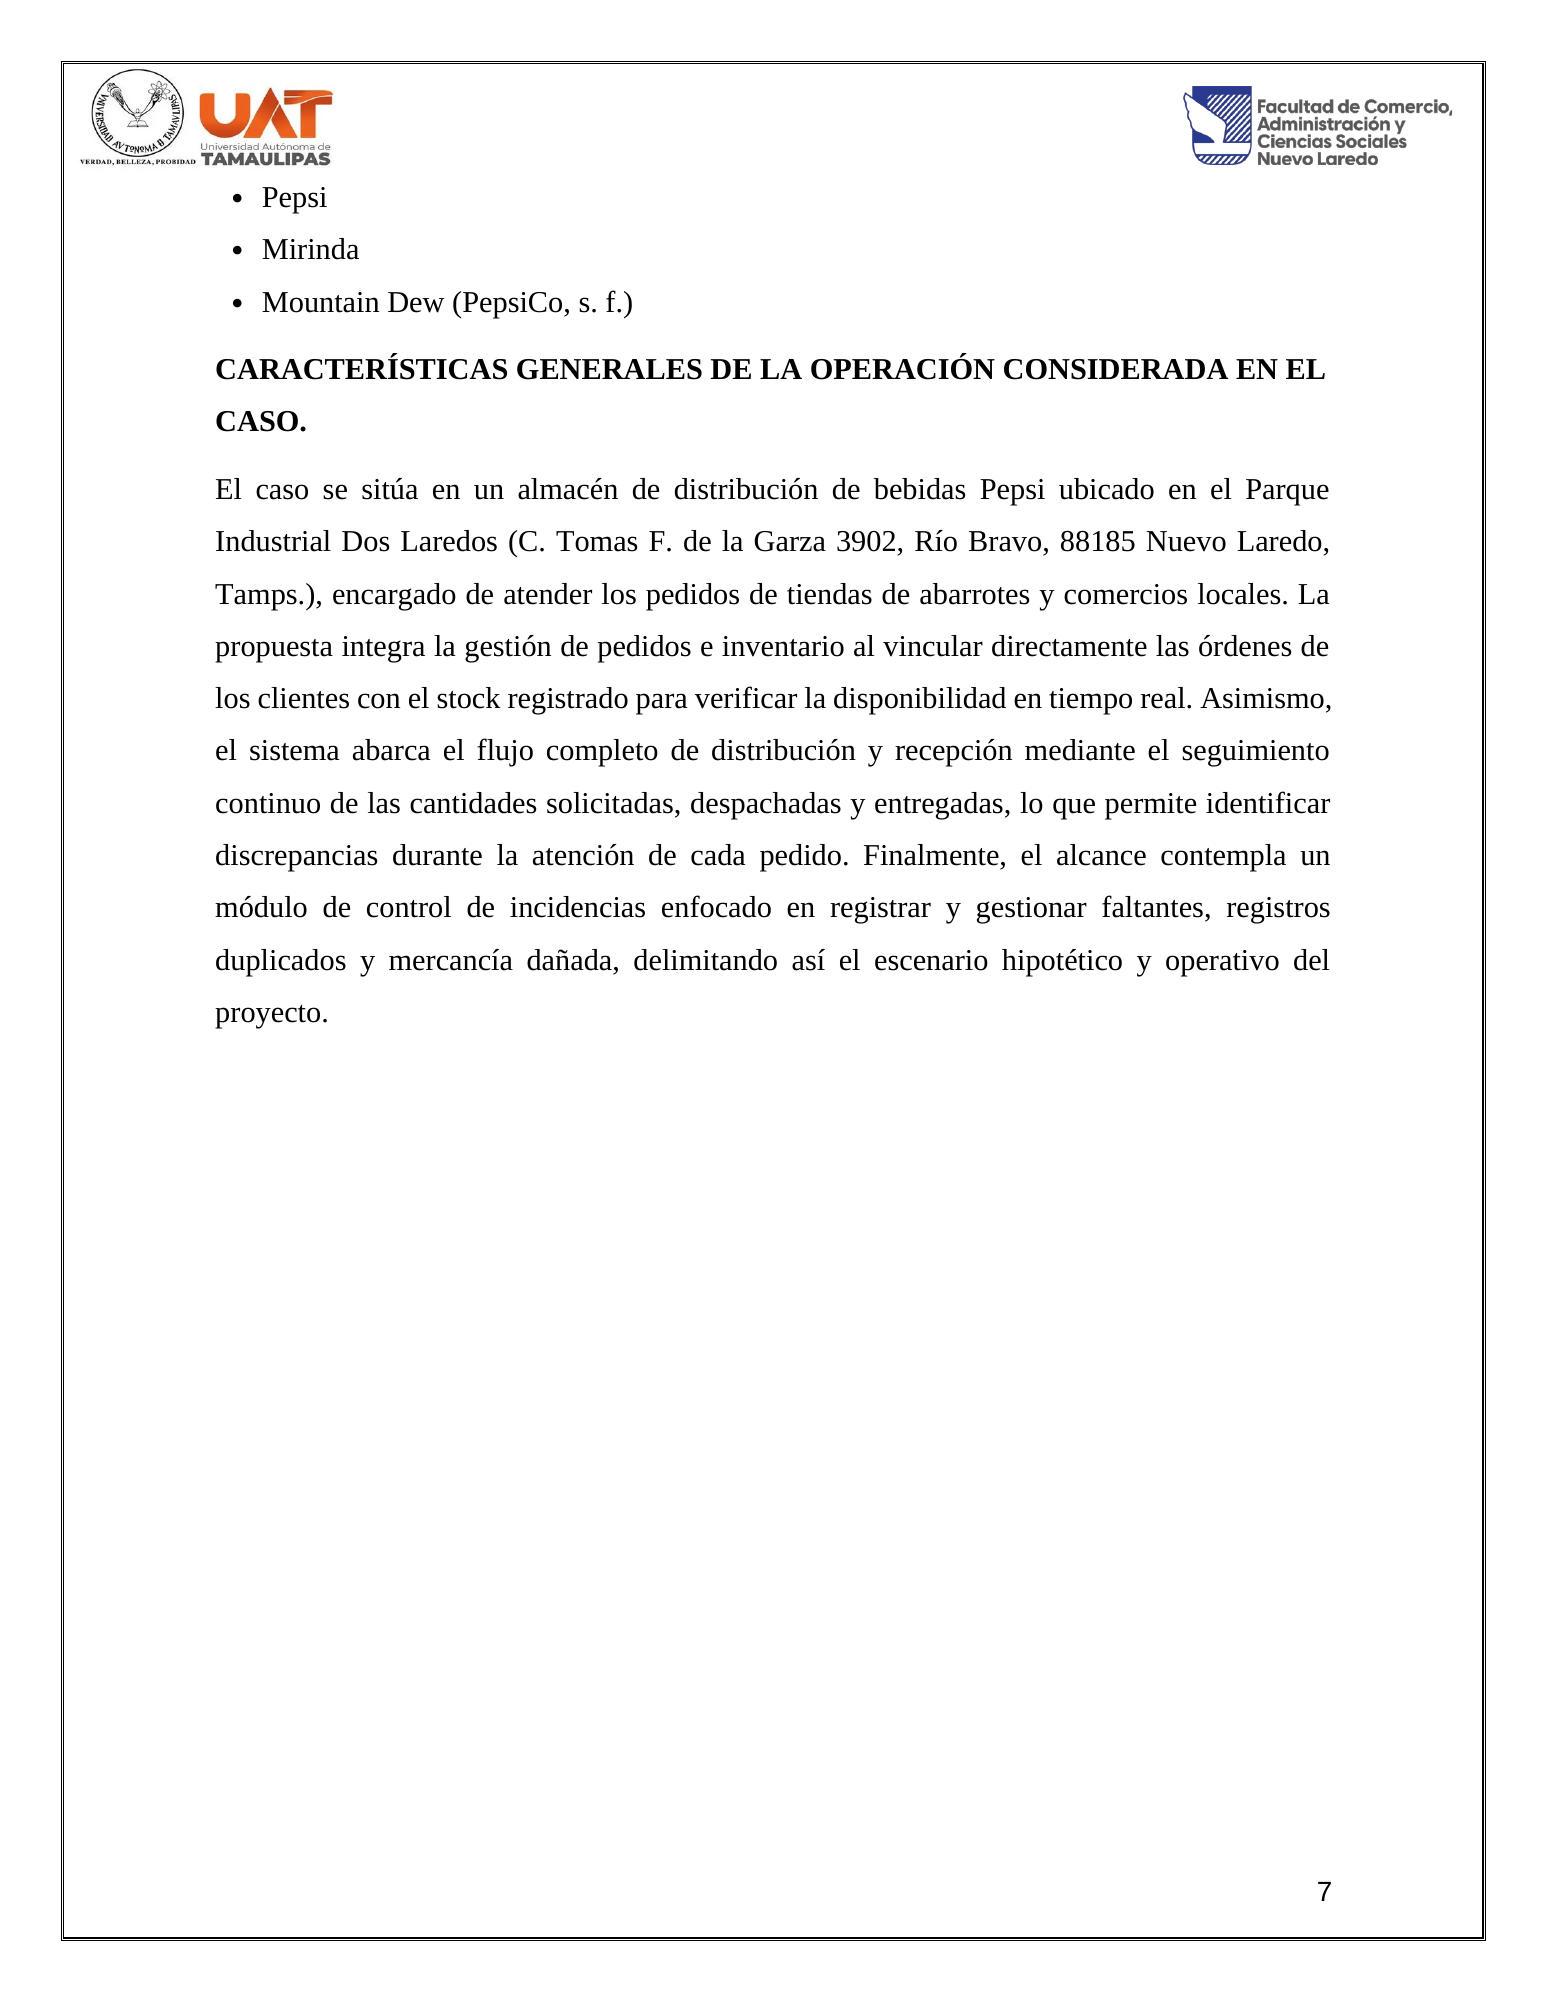 VNIVERSIDAD AVTONOMA D TAMAVLIPAS
VERDAD, BELLEZA, PROBIDAD
UAT
Universidad Autónoma de
TAMAULIPAS
Facultad de Comercio,
Administración y
Ciencias Sociales
Nuevo Laredo
• Pepsi
• Mirinda
• Mountain Dew (PepsiCo, s. f.)
CARACTERÍSTICAS GENERALES DE LA OPERACIÓN CONSIDERADA EN EL
CASO.
El caso se sitúa en un almacén de distribución de bebidas Pepsi ubicado en el Parque
Industrial Dos Laredos (C. Tomas F. de la Garza 3902, Río Bravo, 88185 Nuevo Laredo,
Tamps.), encargado de atender los pedidos de tiendas de abarrotes y comercios locales. La
propuesta integra la gestión de pedidos e inventario al vincular directamente las órdenes de
los clientes con el stock registrado para verificar la disponibilidad en tiempo real. Asimismo,
el sistema abarca el flujo completo de distribución y recepción mediante el seguimiento
continuo de las cantidades solicitadas, despachadas y entregadas, lo que permite identificar
discrepancias durante la atención de cada pedido. Finalmente, el alcance contempla un
módulo de control de incidencias enfocado en registrar y gestionar faltantes, registros
duplicados y mercancía dañada, delimitando así el escenario hipotético y operativo del
proyecto.
7